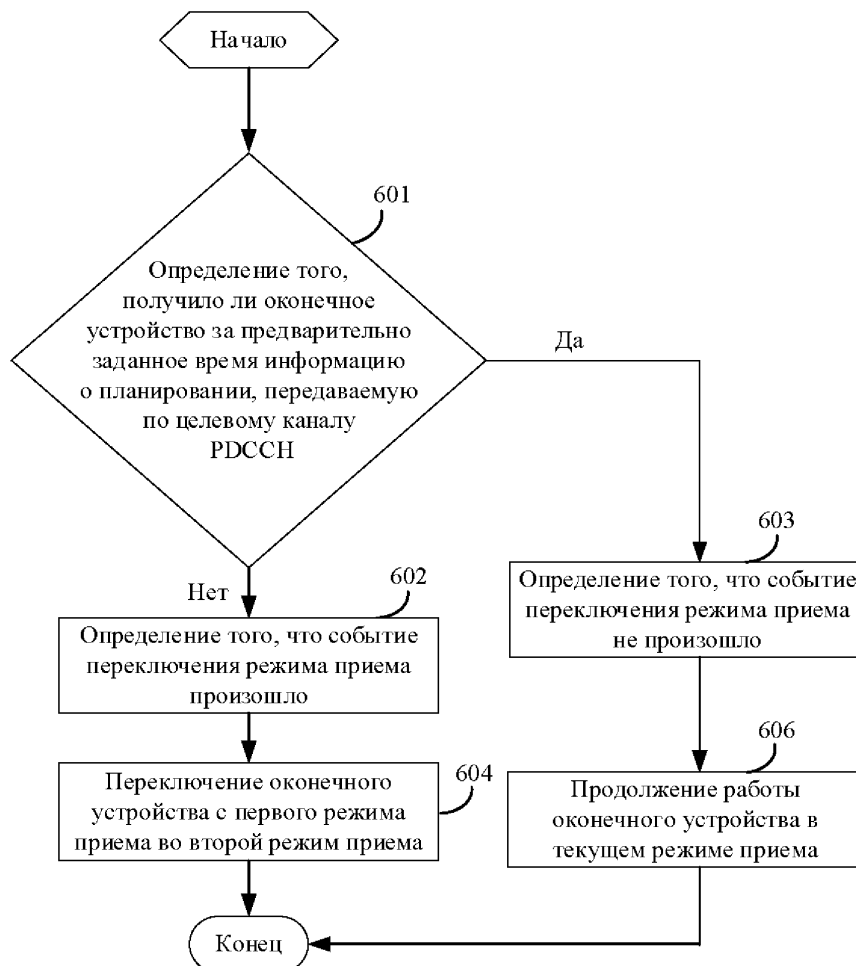 Начало
601
Определение того,
получило ли оконечное
устройство за предварительно
заданное время информацию
о планировании, передаваемую
по целевому каналу
PDCCH
Да
Нет
602
Определение того, что событие
переключения режима приема
произошло
603
Определение того, что событие
переключения режима приема
не произошло
604
Переключение оконечного
устройства с первого режима
приема во второй режим приема
606
Продолжение работы
оконечного устройства в
текущем режиме приема
Конец